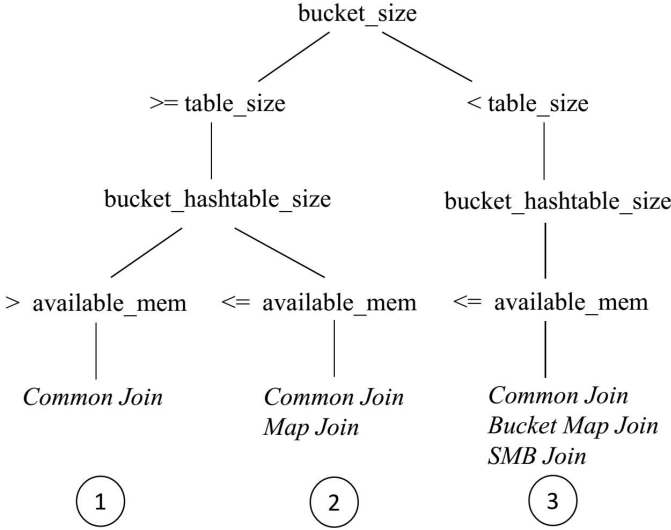 bucket_size
>= table_size
< table_size
bucket_hashtable_size
bucket_hashtable_size
> available_mem
<= available_mem
<= available_mem
Common Join
Common Join
Map Join
Common Join
Bucket Map Join
SMB Join
1
2
3